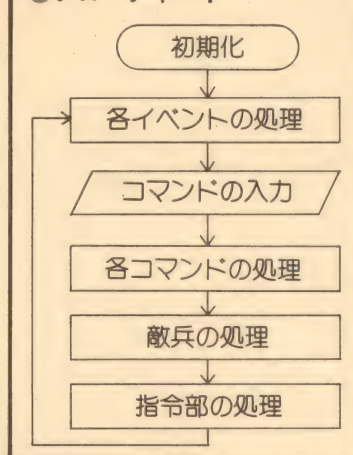 初期化
各イベントの処理
コマンドの入力
各コマンドの処理
敵兵の処理
指令部の処理